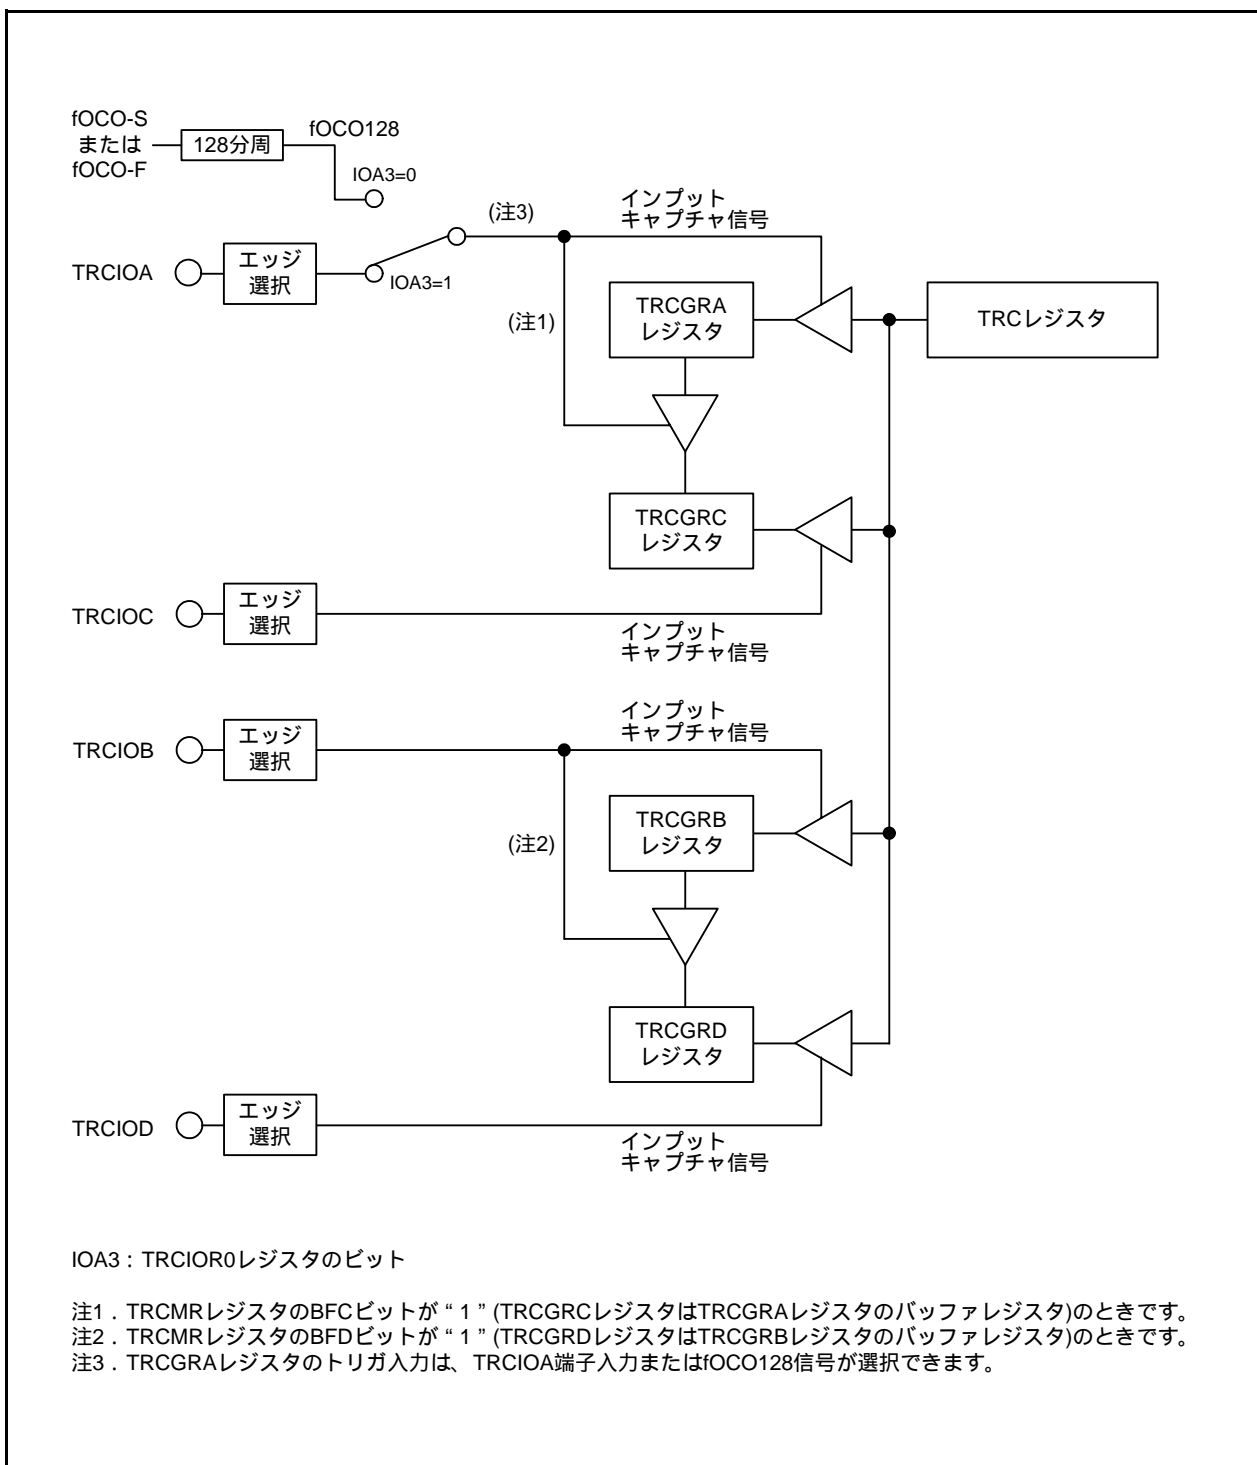 fOCO-S
または
fOCO-F
128分周
fOCO128
IOA3=0
(注3)
インプット
キャプチャ信号
TRCIOA
エッジ
選択
IOA3=1
(注1)
TRCGRA
レジスタ
TRCレジスタ
TRCGRC
レジスタ
TRCIOC
エッジ
選択
インプット
キャプチャ信号
インプット
キャプチャ信号
TRCIOB
エッジ
選択
(注2)
TRCGRB
レジスタ
TRCGRD
レジスタ
TRCIOD
エッジ
選択
インプット
キャプチャ信号
IOA3：TRCIOR0レジスタのビット
注1．TRCMRレジスタのBFCビットが“1”(TRCGRCレジスタはTRCGRAレジスタのバッファレジスタ)のときです。
注2．TRCMRレジスタのBFDビットが“1”(TRCGRDレジスタはTRCGRBレジスタのバッファレジスタ)のときです。
注3．TRCGRAレジスタのトリガ入力は、TRCIOA端子入力またはfOCO128信号が選択できます。